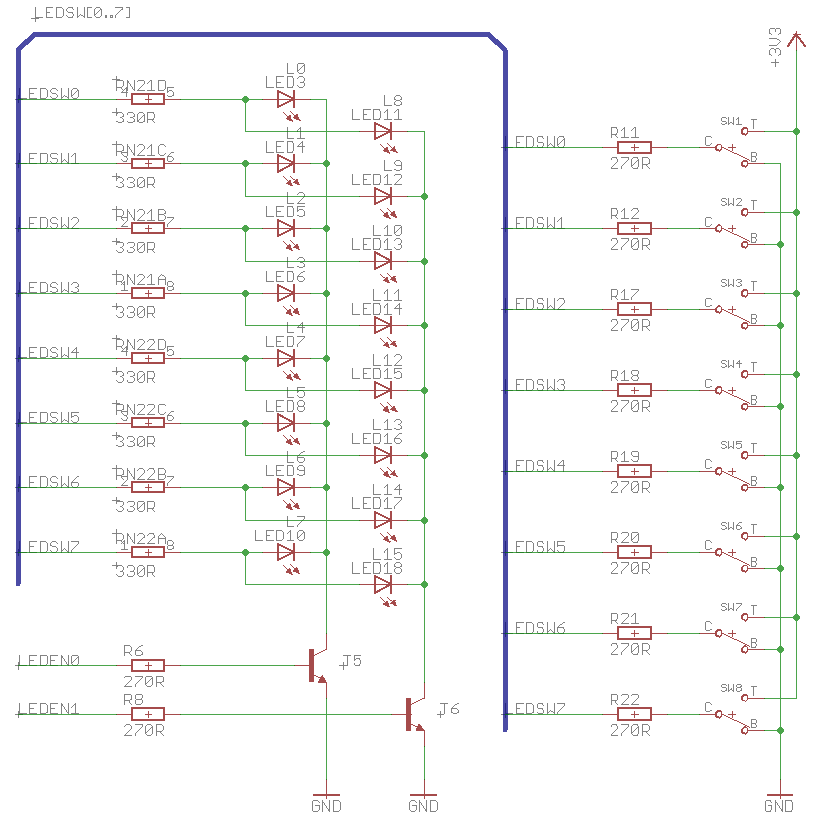 LEDSW[0..7]
LEDSW0
4
RN21D
5
330R
L0
LED3
L8
LED11
LEDSW1
3
RN21C
6
330R
L1
LED4
L9
LED12
LEDSW2
2
RN21B
7
330R
L2
LED5
L10
LED13
LEDSW3
1
RN21A
8
330R
L3
LED6
L11
LED14
LEDSW4
4
RN22D
5
330R
L4
LED7
L12
LED15
LEDSW5
3
RN22C
6
330R
L5
LED8
L13
LED16
LEDSW6
2
RN22B
7
330R
L6
LED9
L14
LED17
LEDSW7
1
RN22A
8
330R
L7
LED10
L15
LED18
LEDEN0
R6
270R
J5
LEDEN1
R8
270R
J6
GND
GND
+3V3
LEDSW0
R11
270R
SW1
C
T
B
LEDSW1
R12
270R
SW2
C
T
B
LEDSW2
R17
270R
SW3
C
T
B
LEDSW3
R18
270R
SW4
C
T
B
LEDSW4
R19
270R
SW5
C
T
B
LEDSW5
R20
270R
SW6
C
T
B
LEDSW6
R21
270R
SW7
C
T
B
LEDSW7
R22
270R
SW8
C
T
B
GND